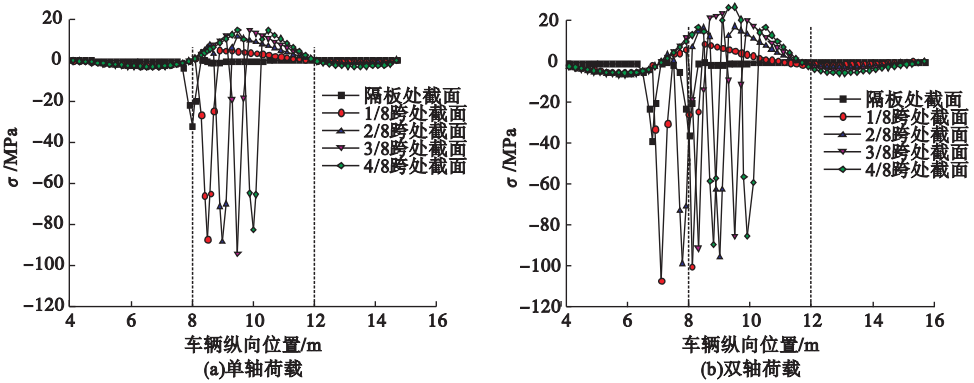 20
0
−20
−40
−60
−80
−100
−120
σ /MPa
4
6
8
10
12
14
16
隔板处截面
1/8跨处截面
2/8跨处截面
3/8跨处截面
4/8跨处截面
车辆纵向位置/m
(a)单轴荷载
20
0
−20
−40
−60
−80
−100
−120
σ /MPa
4
6
8
10
12
14
16
隔板处截面
1/8跨处截面
2/8跨处截面
3/8跨处截面
4/8跨处截面
车辆纵向位置/m
(b)双轴荷载